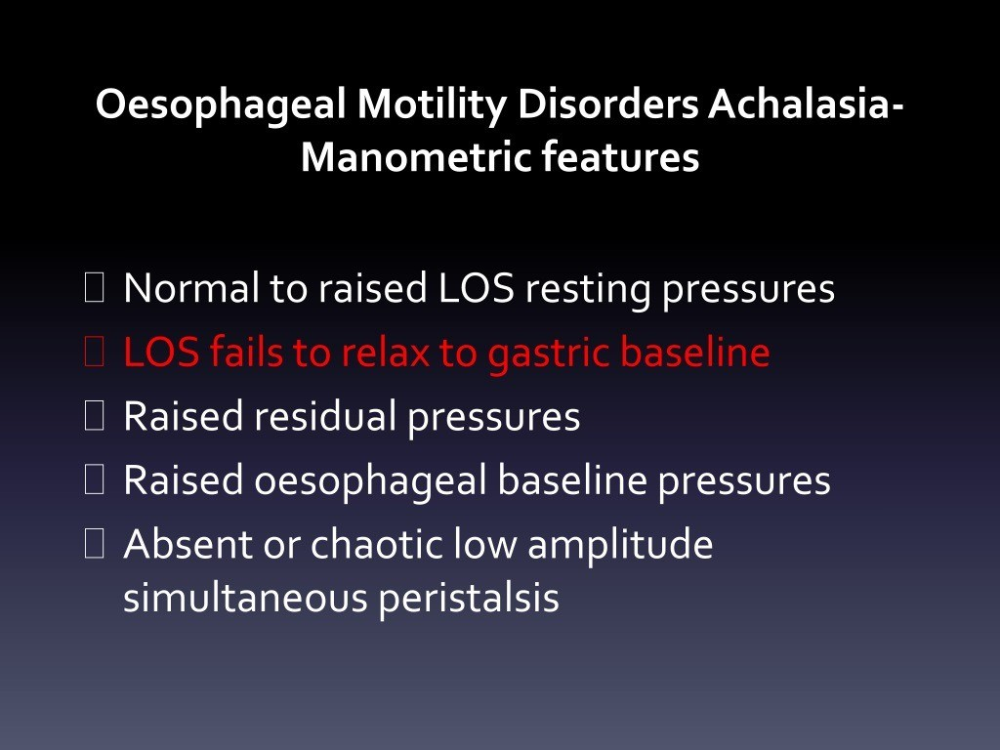 Oesophageal Motility Disorders Achalasia-
Manometric features
Normal to raised LOS resting pressures
LOS fails to relax to gastric baseline
Raised residual pressures
Raised oesophageal baseline pressures
Absent or chaotic low amplitude
simultaneous peristalsis